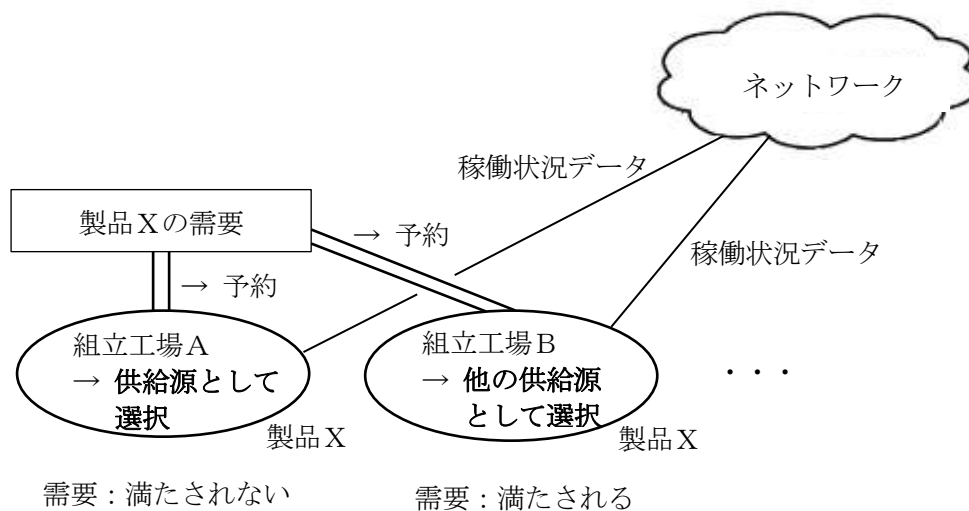 ネットワーク
稼働状況データ
製品Ｘの需要
→ 予約
稼働状況データ
→ 予約
組立工場Ａ
→ 供給源として
選択
組立工場Ｂ
→ 他の供給源
として選択
・・・
製品Ｘ
製品Ｘ
需要：満たされない
需要：満たされる